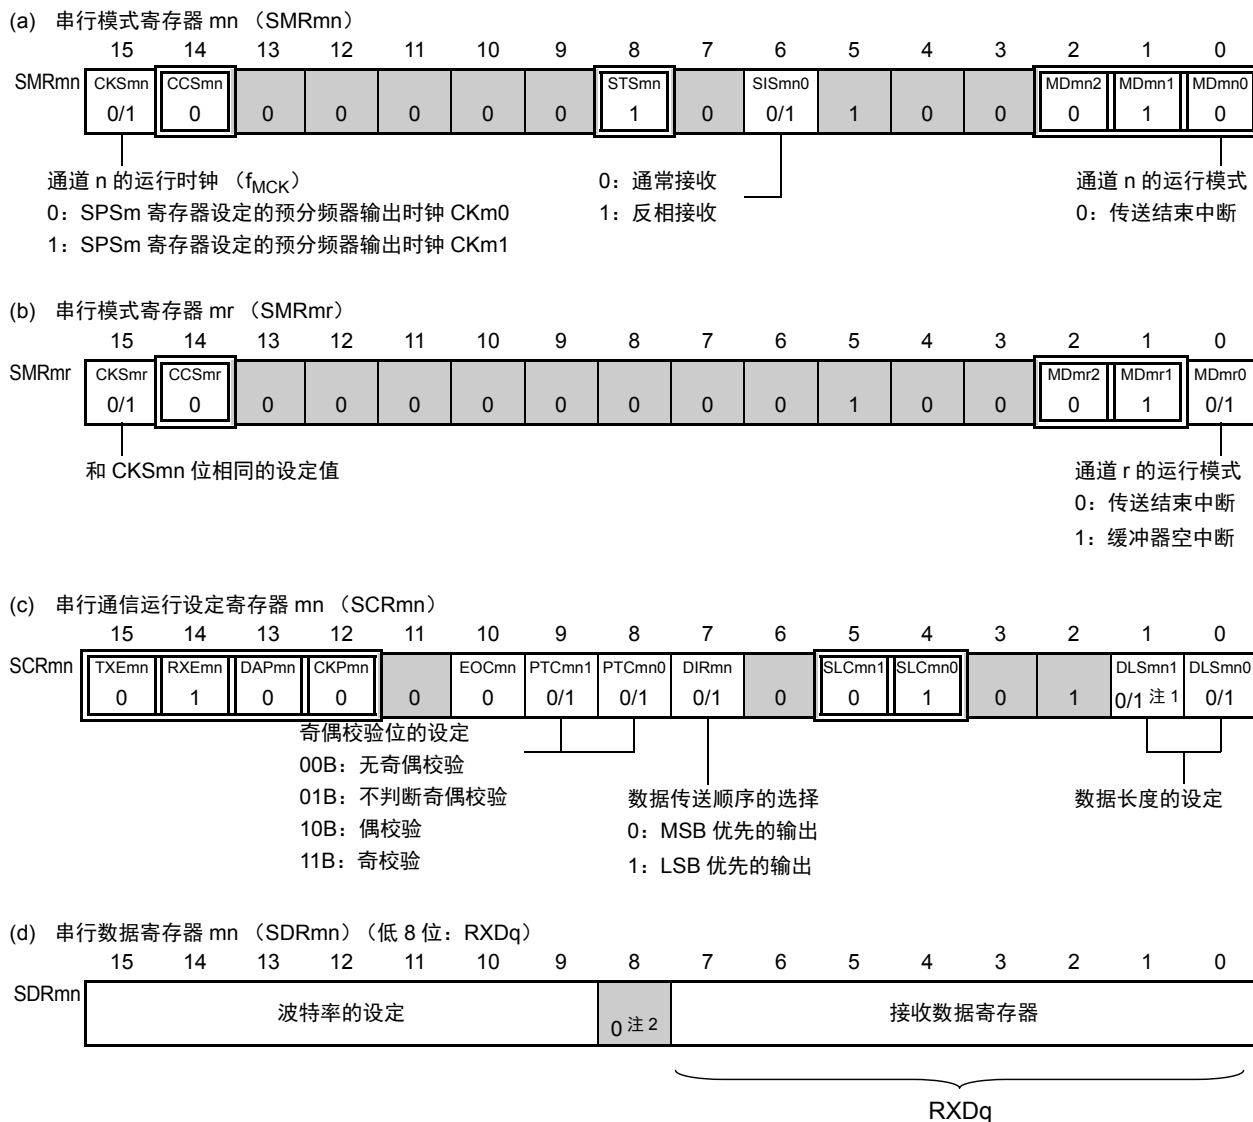 (a) 串行模式寄存器 mn （SMRmn）
15 14 13 12 11 10 9 8 7 6 5 4 3 2 1 0
SMRmn CKSmn CCSmn STSmn SISmn0 MDmn2 MDmn1 MDmn0
0/1 0 0 0 0 0 0 1 0 0/1 1 0 0 0 1 0
通道 n 的运行时钟 （fMCK）
0：SPSm 寄存器设定的预分频器输出时钟 CKm0
1：SPSm 寄存器设定的预分频器输出时钟 CKm1
0：通常接收
1：反相接收
通道 n 的运行模式
0：传送结束中断
(b) 串行模式寄存器 mr （SMRmr）
15 14 13 12 11 10 9 8 7 6 5 4 3 2 1 0
SMRmr CKSmr CCSmr MDmr2 MDmr1 MDmr0
0/1 0 0 0 0 0 0 0 0 0 1 0 0 0 1 0/1
和 CKSmn 位相同的设定值
通道 r 的运行模式
0：传送结束中断
1：缓冲器空中断
(c) 串行通信运行设定寄存器 mn （SCRmn）
15 14 13 12 11 10 9 8 7 6 5 4 3 2 1 0
SCRmn TXEmn RXEmn DAPmn CKPmn EOCmn PTCmn1 PTCmn0 DIRmn SLCmn1 SLCmn0 DLSmn1 DLSmn0
0 1 0 0 0 0 0/1 0/1 0/1 0 0 1 0 1 0/1 注 1 0/1
奇偶校验位的设定
00B：无奇偶校验
01B：不判断奇偶校验
10B：偶校验
11B：奇校验
数据传送顺序的选择
0：MSB 优先的输出
1：LSB 优先的输出
数据长度的设定
(d) 串行数据寄存器 mn （SDRmn）（低 8 位：RXDq）
15 14 13 12 11 10 9 8 7 6 5 4 3 2 1 0
SDRmn 波特率的设定 0 注 2 接收数据寄存器
RXDq